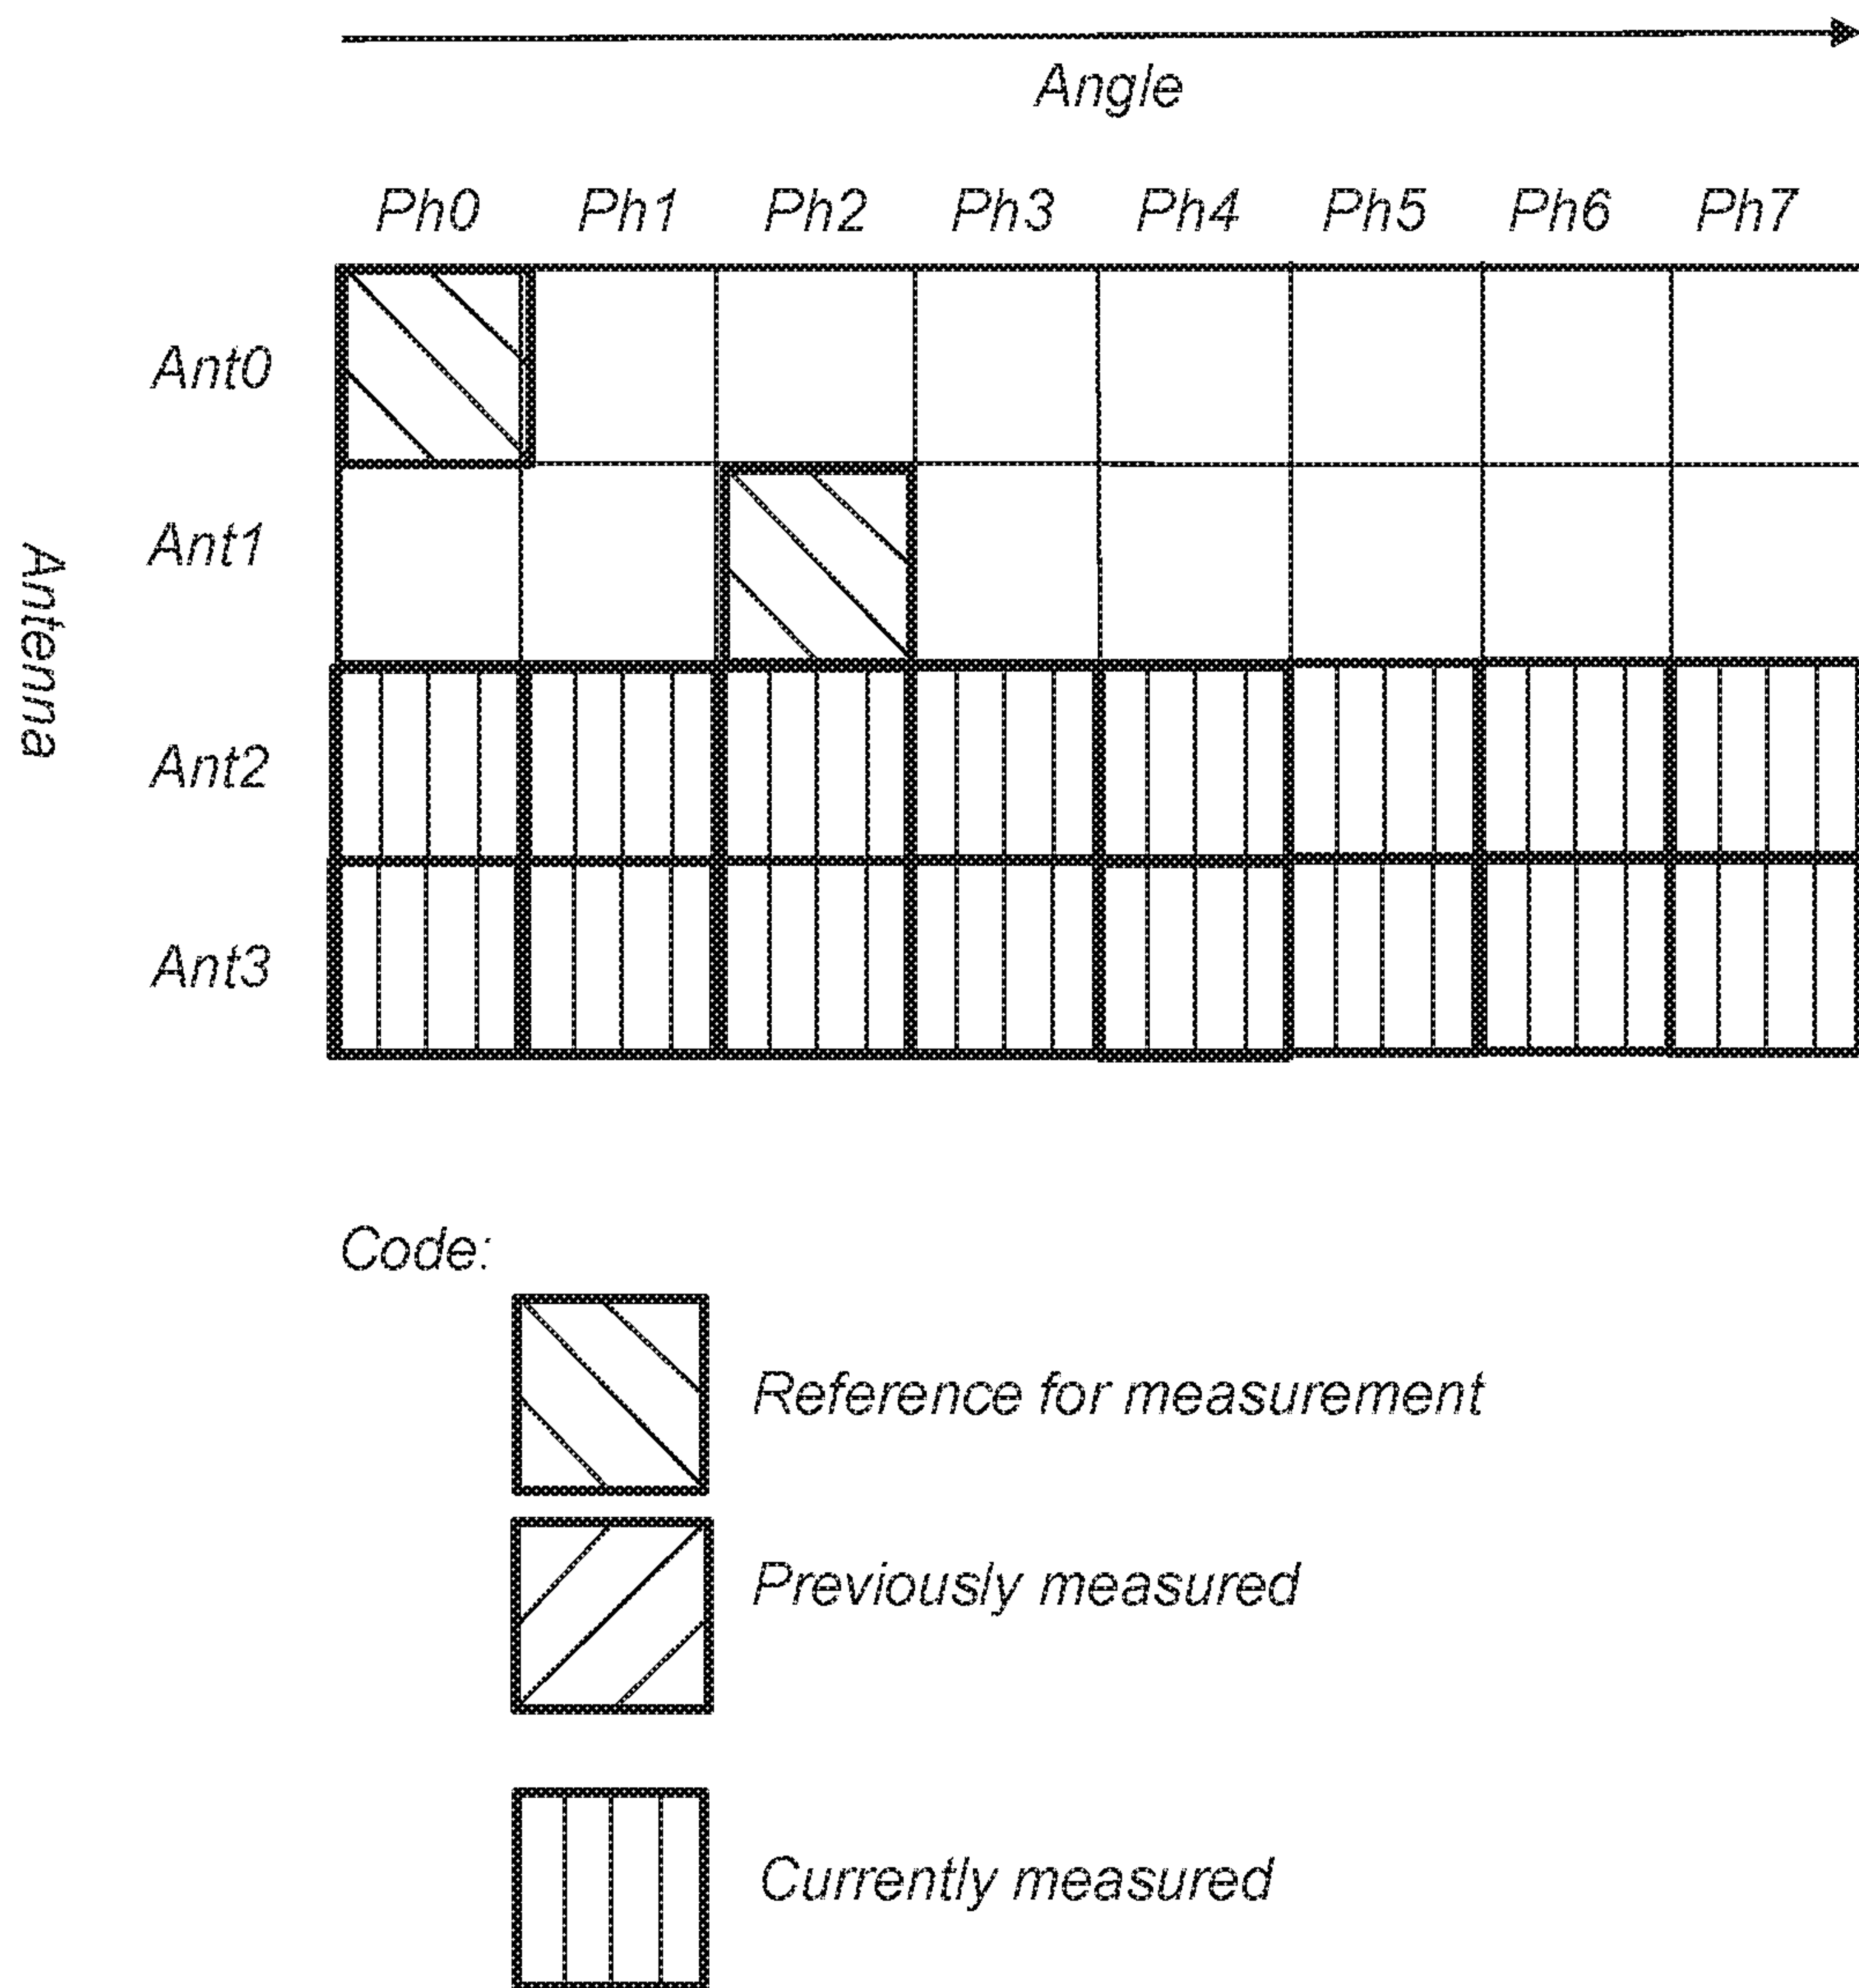 Angle
Ph0 Ph1 Ph2 Ph3 Ph4 Ph5 Ph6 Ph7
Ant0
Ant1
Antenna
Ant2
Ant3
Code:
Reference for measurement
Previously measured
Currently measured